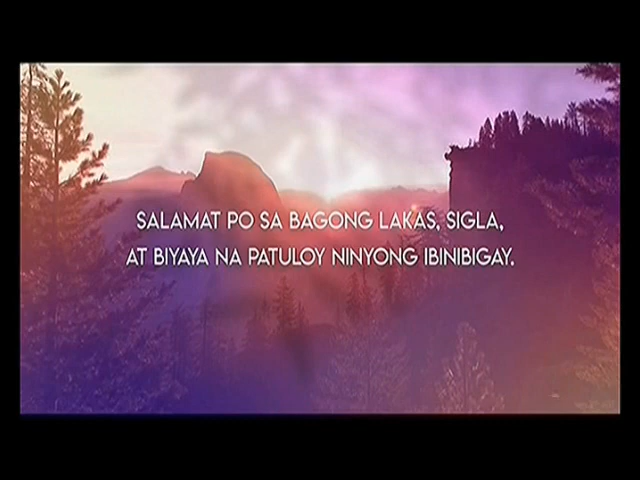 SALAMAT PO SA BAGONG LAKAS, SIGLA,
AT BIYAYA NA PATULOY NINYONG IBINIBIGAY.